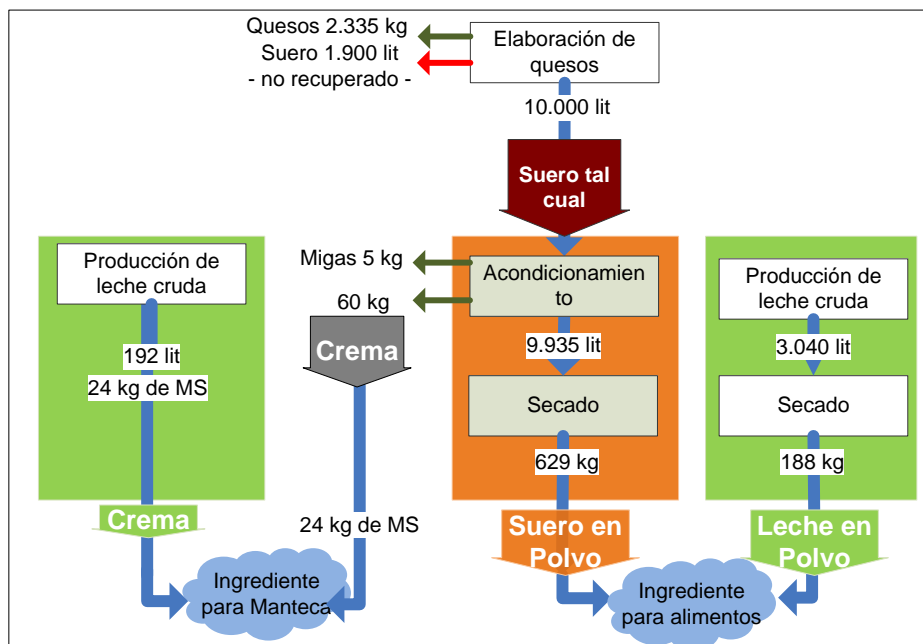 Quesos 2.335 kg
Suero 1.900 lit
- no recuperado -
Elaboración de
quesos
10.000 lit
Suero tal
cual
Producción de
leche cruda
192 lit
24 kg de MS
Crema
Migas 5 kg
60 kg
Crema
24 kg de MS
Ingrediente
para Manteca
Acondicionamien
to
9.935 lit
Secado
629 kg
Suero en
Polvo
Producción de
leche cruda
3.040 lit
Secado
188 kg
Leche en
Polvo
Ingrediente
para alimentos